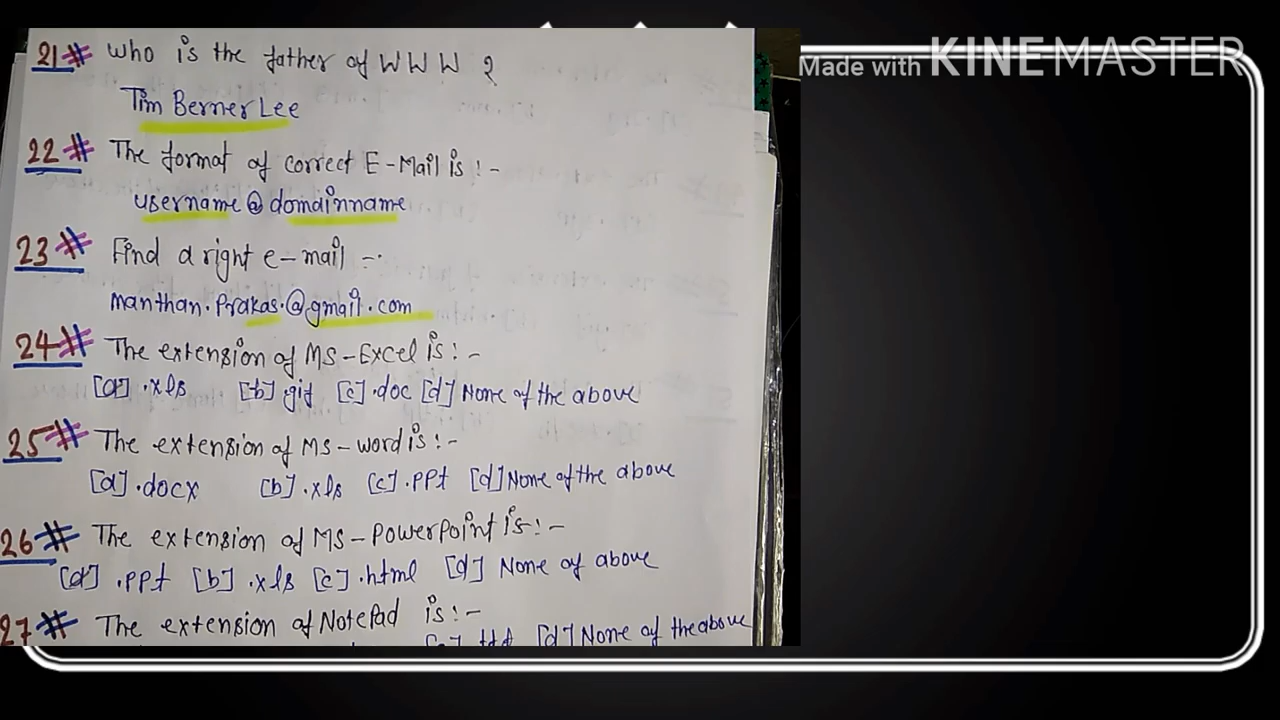 Made with KINEMASTER
21# Who is the father of WWW ?
Tim Berner Lee
22# The format of correct E-Mail is :-
username@domainname
23# Find a right e-mail -.
manthan.Prakas.@gmail.com
24# The extension of MS-Excel is :-
[a] .xls [b] gif [c] .doc [d] None of the above
25# The extension of MS-word is :-
[a] .docx [b] .xls [c] .ppt [d] None of the above
26# The extension of MS-PowerPoint is :-
[a] .ppt [b] .xls [c] .html [d] None of above
27# The extension of NotePad is :-
[d] None of the above